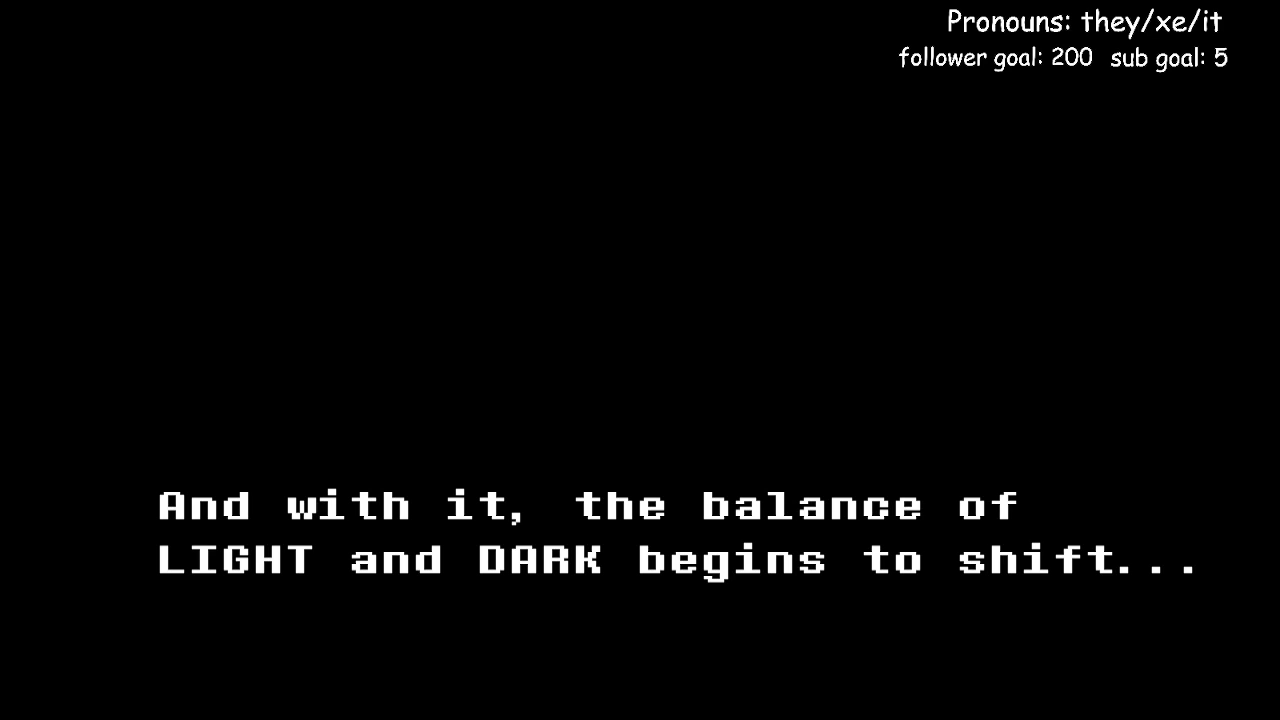 Pronouns: they/xe/it
follower goal: 200 sub goal: 5
And with it, the balance of
LIGHT and DARK begins to shift...